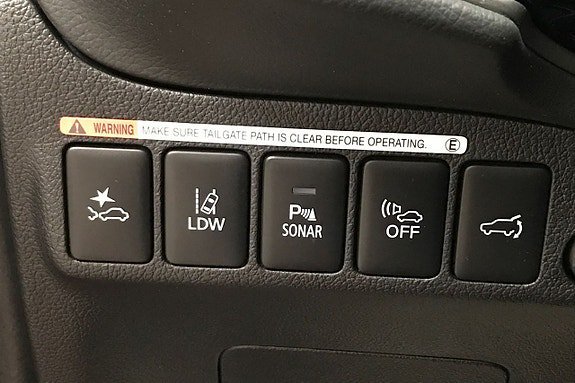 WARNING MAKE SURE TAILGATE PATH IS CLEAR BEFORE OPERATING. E
LDW
P
SONAR
OFF